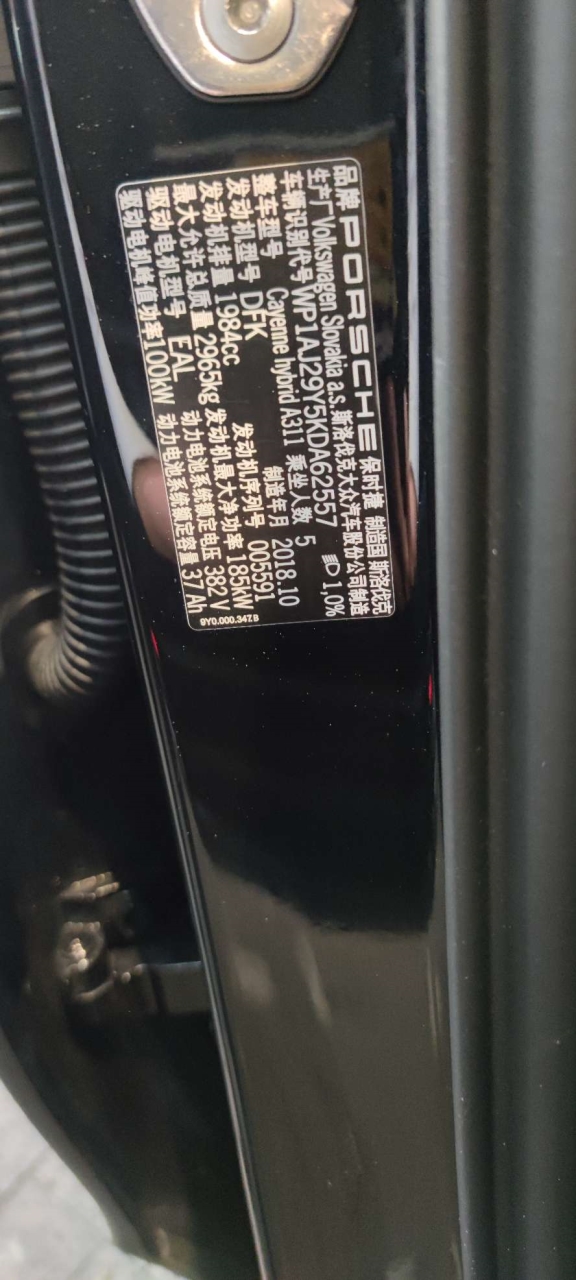 品牌 PORSCHE 保时捷 制造国 斯洛伐克
生产厂 Volkswagen Slovakia a.s. 斯洛伐克大众汽车股份公司制造
车辆识别代号 WP1AJ29Y5KDA62557 1,0%
整车型号 Cayenne hybrid A311 乘坐人数 5
发动机型号 DFK 制造年月 2018.10
发动机排量 1984cc 发动机序列号 005591
最大允许总质量 2965kg 发动机最大净功率 185kW
驱动电机型号 EAL 动力电池系统额定电压 382V
驱动电机峰值功率 100kW 动力电池系统额定容量 37Ah
9Y0.000.347.B